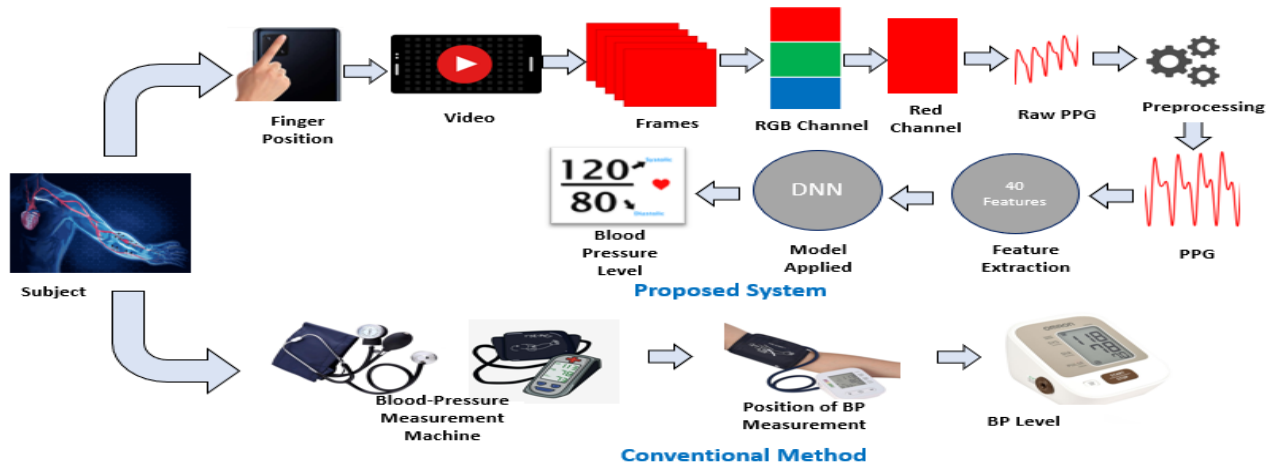 Finger
Position
Video
Frames
RGB Channel
Red
Channel
Raw PPG
Preprocessing
120
80
Systolic
Blood
Pressure
Level
DNN
Model
Applied
40
Features
Feature
Extraction
PPG
Subject
Proposed System
Blood-Pressure
Measurement
Machine
Position of BP
Measurement
OMRON
BP Level
Conventional Method